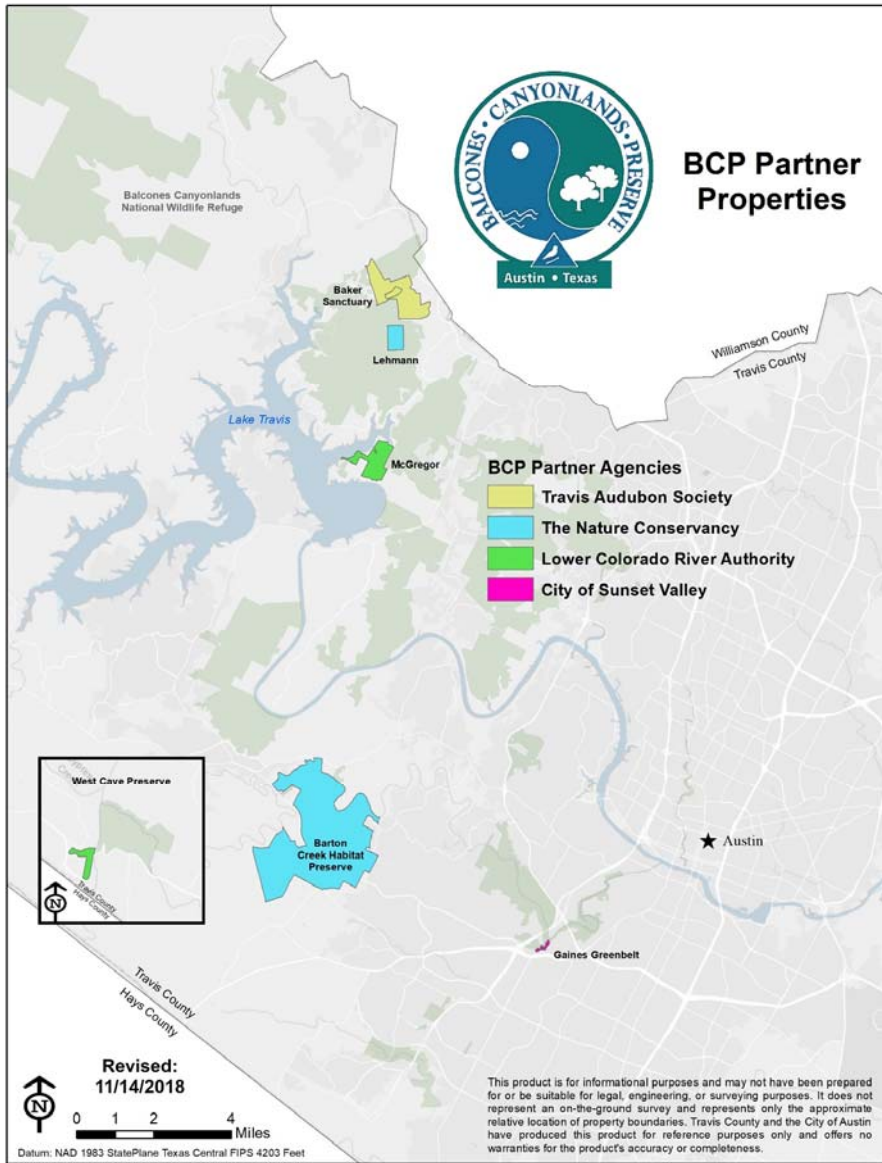 BALCONES • CANYONLANDS • PRESERVE
Austin • Texas
BCP Partner
Properties
Balcones Canyonlands
National Wildlife Refuge
Baker
Sanctuary
Lehmann
Williamson County
Travis County
Lake Travis
McGregor
BCP Partner Agencies
Travis Audubon Society
The Nature Conservancy
Lower Colorado River Authority
City of Sunset Valley
West Cave Preserve
Travis County
Hays County
N
Barton
Creek Habitat
Preserve
Austin
Gaines Greenbelt
Travis County
Hays County
Revised:
11/14/2018
N
0 1 2 4
Miles
Datum: NAD 1983 StatePlane Texas Central FIPS 4203 Feet
This product is for informational purposes and may not have been prepared
for or be suitable for legal, engineering, or surveying purposes. It does not
represent an on-the-ground survey and represents only the approximate
relative location of property boundaries. Travis County and the City of Austin
have produced this product for reference purposes only and offers no
warranties for the product's accuracy or completeness.